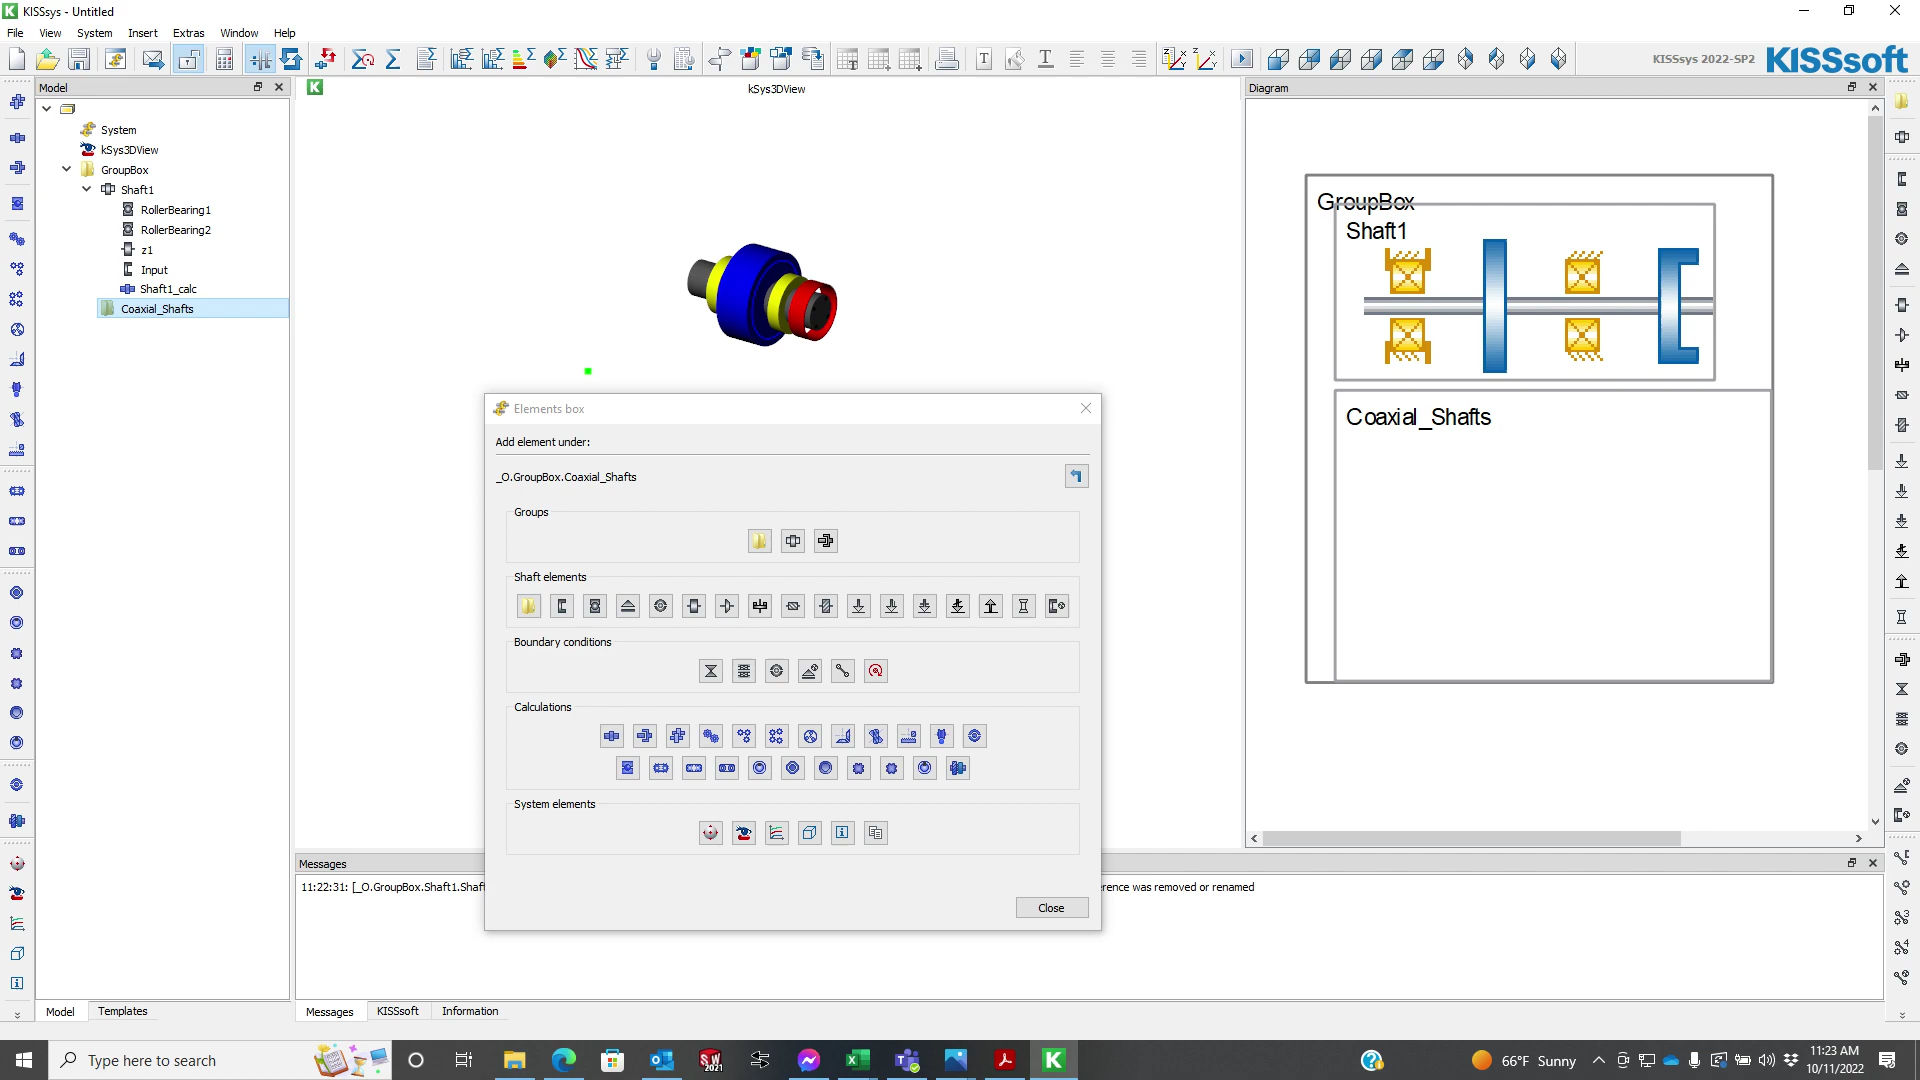 KISSsys - Untitled
File View System Insert Extras Window Help
KISSsys 2022-SP2 KISSsoft
Model
System
kSys3DView
GroupBox
Shaft1
RollerBearing1
RollerBearing2
z1
Input
Shaft1_calc
Coaxial_Shafts
Model Templates
kSys3DView
Elements box
Add element under:
_O.GroupBox.Coaxial_Shafts
Groups
Shaft elements
Boundary conditions
Calculations
System elements
Close
Diagram
GroupBox
Shaft1
Coaxial_Shafts
Messages
11:22:31: [_O.GroupBox.Shaft1.Shaf
rence was removed or renamed
Messages KISSsoft Information
Type here to search
SW
2021
66°F Sunny
11:23 AM
10/11/2022